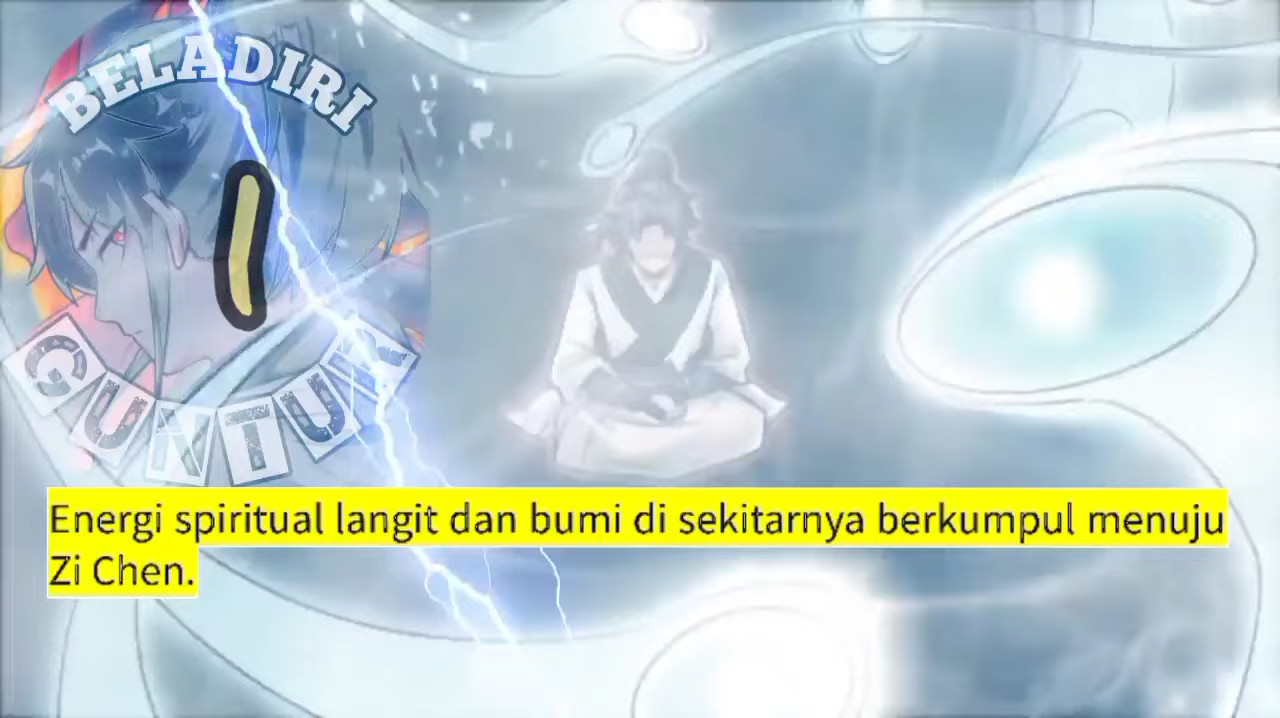 BELADIRI
GUNTUR
Energi spiritual langit dan bumi di sekitarnya berkumpul menuju
Zi Chen.